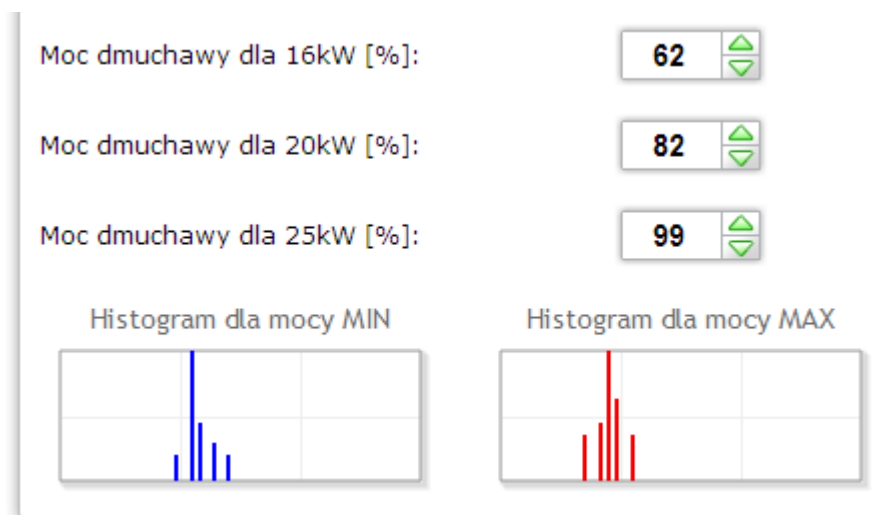 Moc dmuchawy dla 16kW [%]: 62
Moc dmuchawy dla 20kW [%]: 82
Moc dmuchawy dla 25kW [%]: 99
Histogram dla mocy MIN Histogram dla mocy MAX